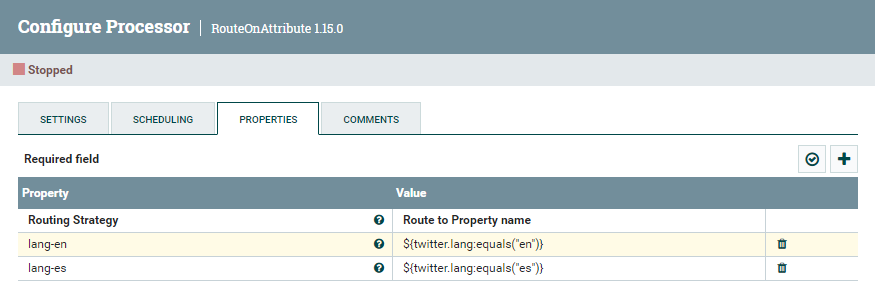 Configure Processor | RouteOnAttribute 1.15.0
Stopped
SETTINGS SCHEDULING PROPERTIES COMMENTS
Required field
Property Value
Routing Strategy Route to Property name
lang-en ${twitter.lang:equals("en")}
lang-es ${twitter.lang:equals("es")}